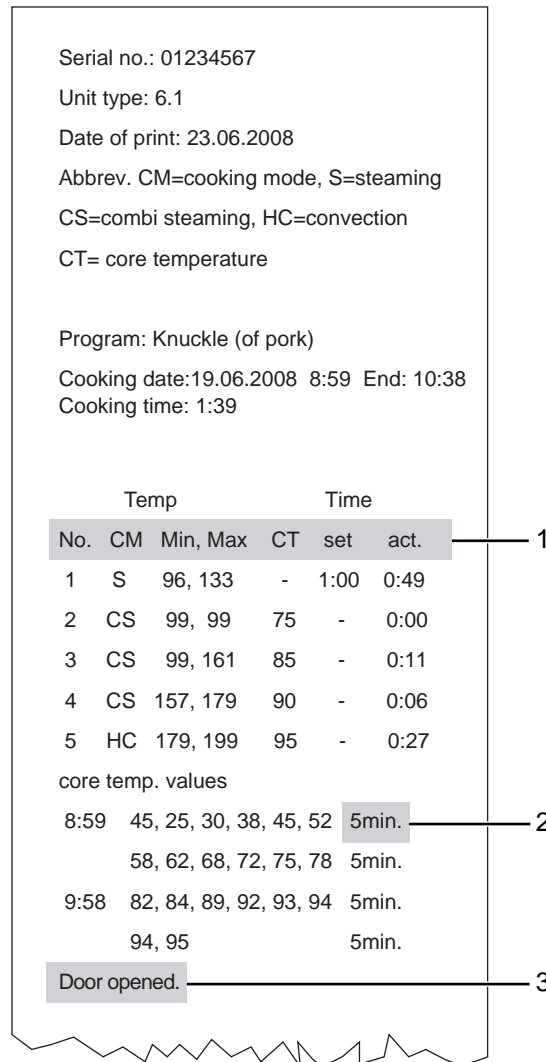 Serial no.: 01234567
Unit type: 6.1
Date of print: 23.06.2008
Abbrev. CM=cooking mode, S=steaming
CS=combi steaming, HC=convection
CT= core temperature
Program: Knuckle (of pork)
Cooking date:19.06.2008 8:59 End: 10:38
Cooking time: 1:39
Temp Time
No. CM Min, Max CT set act. 1
1 S 96, 133 - 1:00 0:49
2 CS 99, 99 75 - 0:00
3 CS 99, 161 85 - 0:11
4 CS 157, 179 90 - 0:06
5 HC 179, 199 95 - 0:27
core temp. values
8:59 45, 25, 30, 38, 45, 52 5min. 2
58, 62, 68, 72, 75, 78 5min.
9:58 82, 84, 89, 92, 93, 94 5min.
94, 95 5min.
Door opened. 3